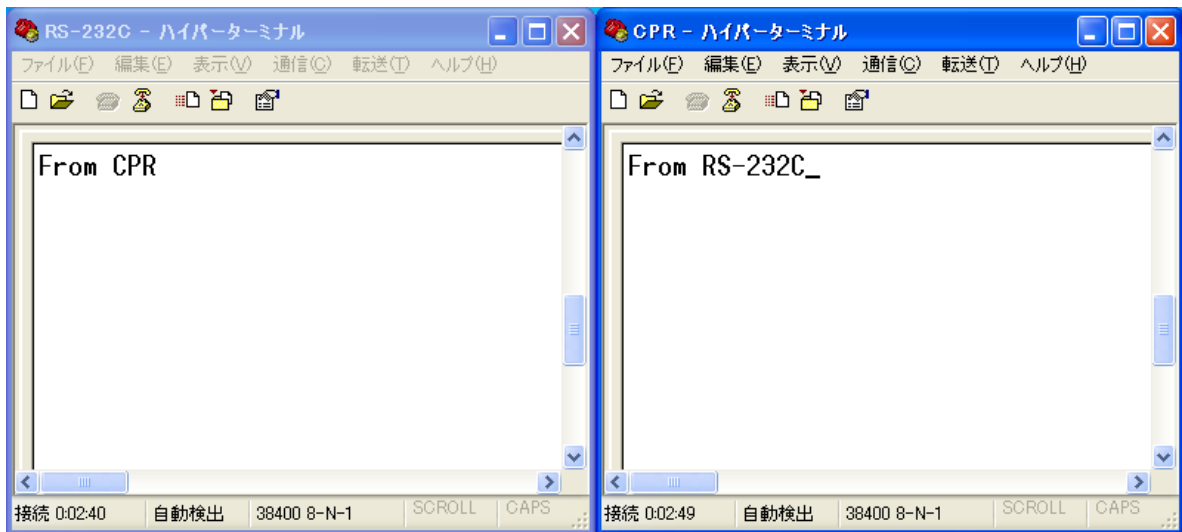 RS-232C - ハイパーターミナル
ファイル(F) 編集(E) 表示(V) 通信(C) 転送(T) ヘルプ(H)
From CPR
接続 0:02:40 自動検出 38400 8-N-1 SCROLL CAPS
CPR - ハイパーターミナル
ファイル(F) 編集(E) 表示(V) 通信(C) 転送(T) ヘルプ(H)
From RS-232C_
接続 0:02:49 自動検出 38400 8-N-1 SCROLL CAPS